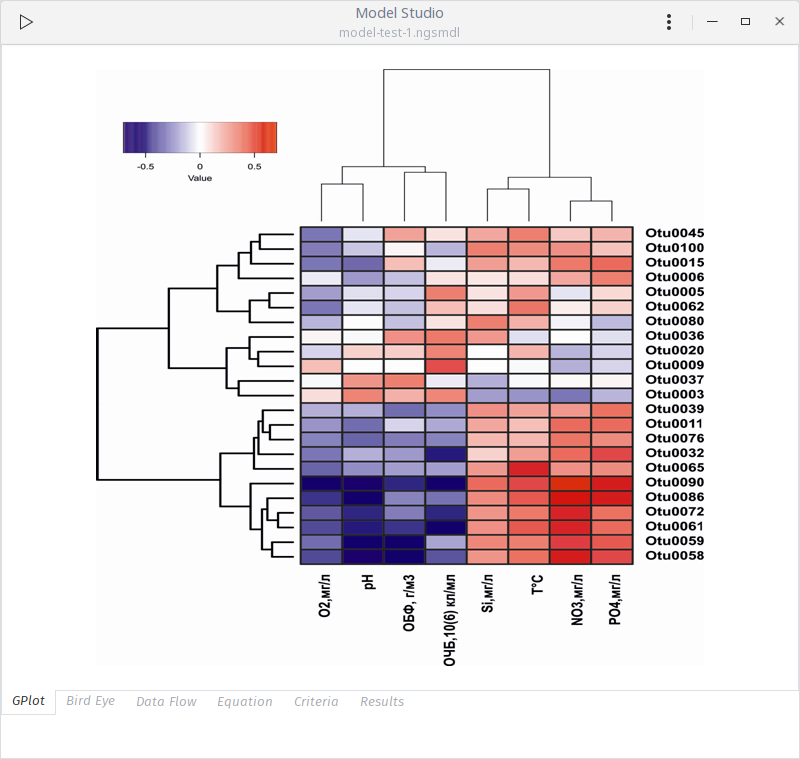 Model Studio
model-test-1.ngsmdl
-0.5 0 0.5
Value
Otu0045
Otu0100
Otu0015
Otu0006
Otu0005
Otu0062
Otu0080
Otu0036
Otu0020
Otu0009
Otu0037
Otu0003
Otu0039
Otu0011
Otu0076
Otu0032
Otu0065
Otu0090
Otu0086
Otu0072
Otu0061
Otu0059
Otu0058
O2,мг/л
pH
ОБФ, г/м3
ОЧБ,10(6) кл/мл
Si,мг/л
T°C
NO3,мг/л
PO4,мг/л
GPlot Bird Eye Data Flow Equation Criteria Results